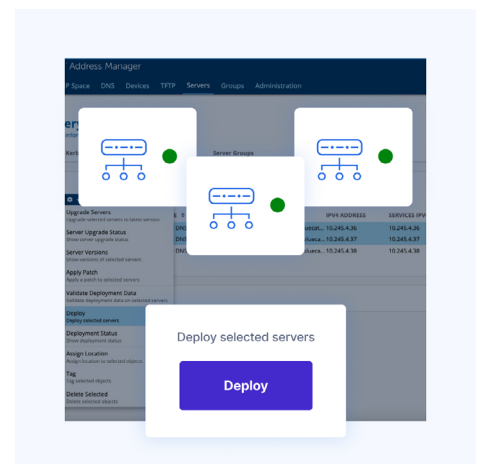 Address Manager
P Space DNS Devices TFTP Servers Groups Administration
Server Groups
Upgrade Servers
Upgrade selected servers to latest version
Server Upgrade Status
Show server upgrade status
Server Versions
Show versions of selected servers
Apply Patch
Apply a patch to selected servers
Validate Deployment Data
Validate deployment data on selected servers
Deploy
Deploy selected servers
Deployment Status
Show deployment status
Assign Location
Assign location to selected objects
Tag
Tag selected objects
Delete Selected
Delete selected objects
IPV4 ADDRESS SERVICES IPV
10.245.4.36 10.245.4.36
10.245.4.37 10.245.4.37
10.245.4.38 10.245.4.38
Deploy selected servers
Deploy